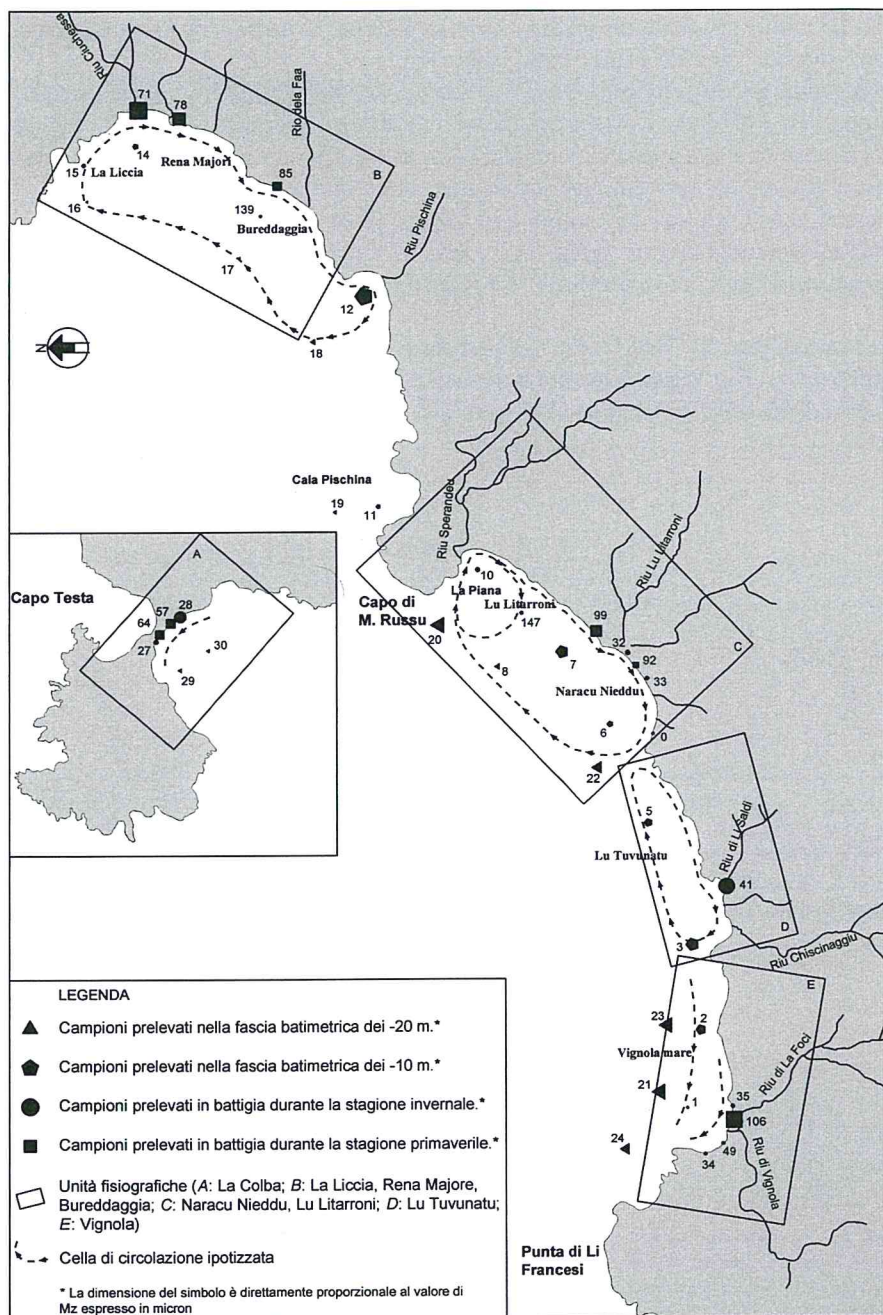 Riu Ciuchessa
71
78
Rio dela Faa
15
14
La Liccia
Rena Majori
B
85
16
139
Bureddaggia
Riu Pischina
17
12
18
N
Cala Pischina
19
11
Riu Sperandeu
A
Capo Testa
28
57
64
27
30
29
10
La Piana
Riu Lu Litarroni
Capo di
M. Russu
Lu Litarroni
147
99
20
32
C
8
7
92
33
Naracu Nieddu
6
0
22
5
Riu di Li Saldi
Lu Tuvunatu
41
3
D
Riu Chiscinaggiu
E
23
2
Vignola mare
Riu di La Foci
21
1
35
106
24
49
34
Riu di Vignola
Punta di Li
Francesi
LEGENDA
Campioni prelevati nella fascia batimetrica dei -20 m.*
Campioni prelevati nella fascia batimetrica dei -10 m.*
Campioni prelevati in battigia durante la stagione invernale.*
Campioni prelevati in battigia durante la stagione primaverile.*
Unità fisiografiche (A: La Colba; B: La Liccia, Rena Majore,
Bureddaggia; C: Naracu Nieddu, Lu Litarroni; D: Lu Tuvunatu;
E: Vignola)
Cella di circolazione ipotizzata
* La dimensione del simbolo è direttamente proporzionale al valore di
Mz espresso in micron